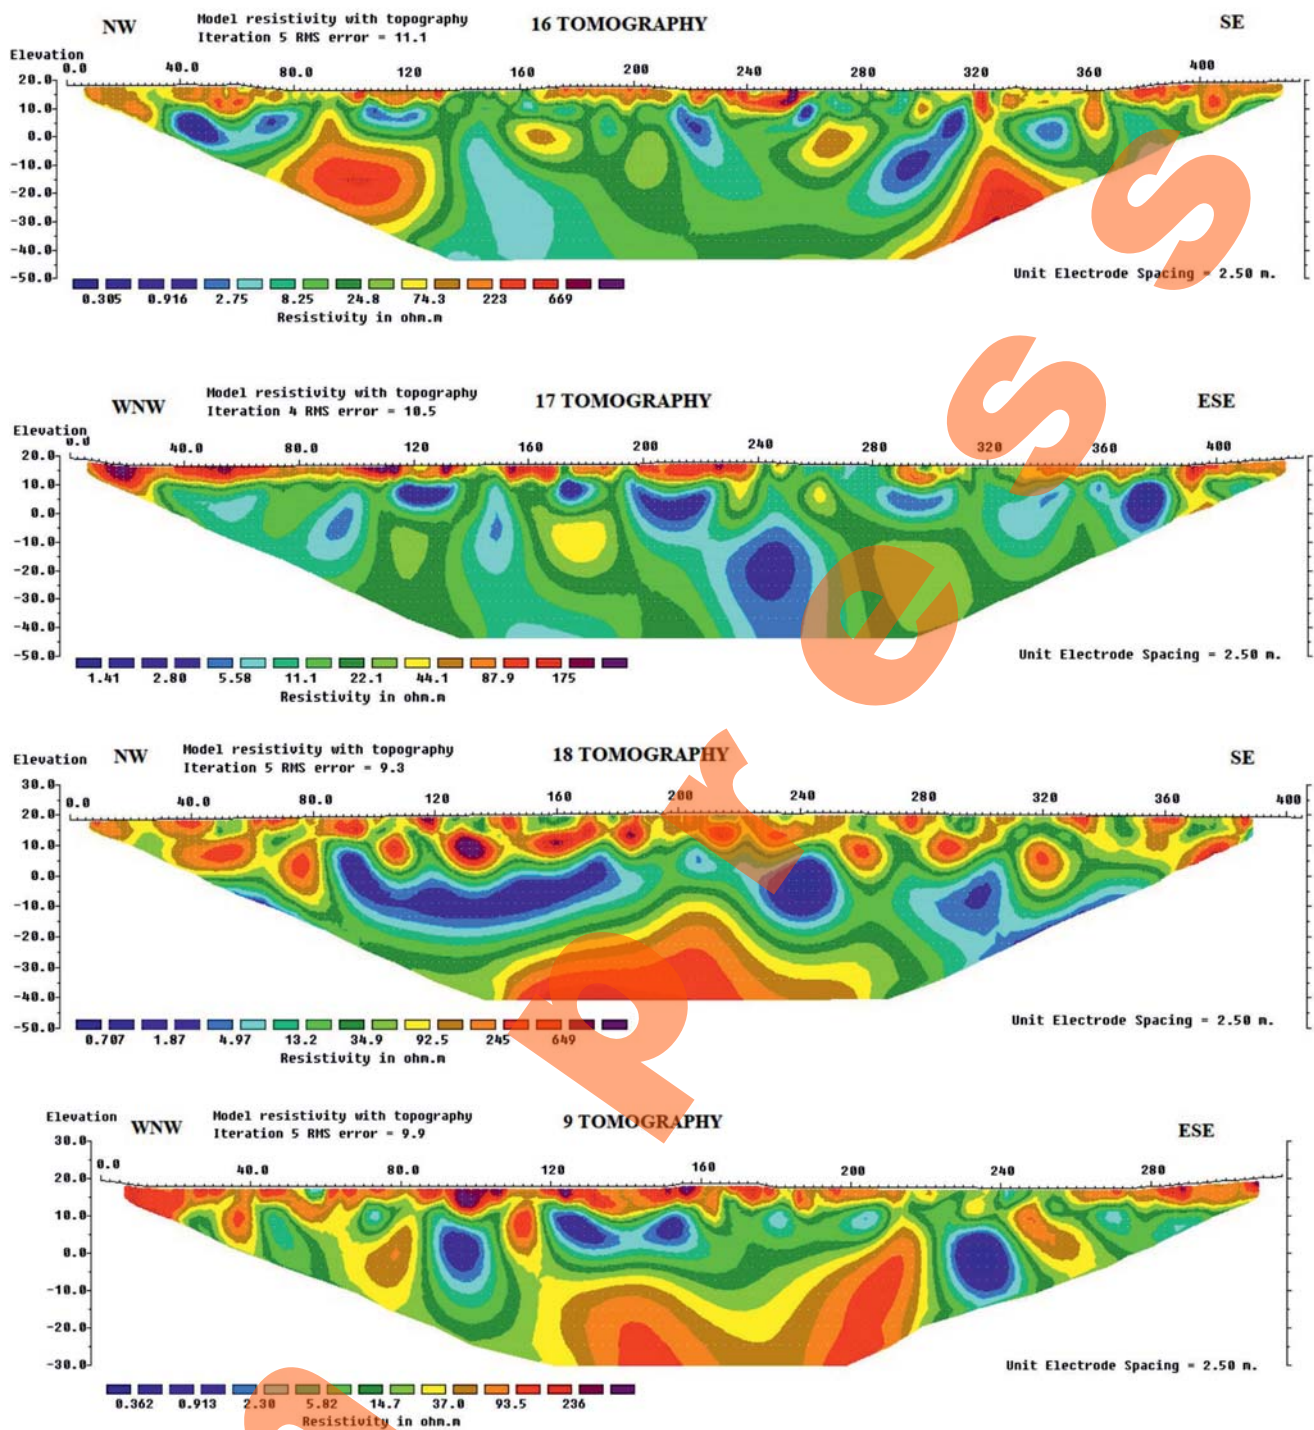 NW
Model resistivity with topography
Iteration 5 RMS error = 11.1
16 TOMOGRAPHY
SE
Elevation
0.0 40.0 80.0 120 160 200 240 280 320 360 400
20.0
10.0
0.0
-10.0
-20.0
-30.0
-40.0
-50.0
Unit Electrode Spacing = 2.50 m.
0.305 0.916 2.75 8.25 24.8 74.3 223 669
Resistivity in ohm.m
WNW
Model resistivity with topography
Iteration 4 RMS error = 10.5
17 TOMOGRAPHY
ESE
Elevation
0.0 40.0 80.0 120 160 200 240 280 320 360 400
20.0
10.0
0.0
-10.0
-20.0
-30.0
-40.0
-50.0
Unit Electrode Spacing = 2.50 m.
1.41 2.80 5.58 11.1 22.1 44.1 87.9 175
Resistivity in ohm.m
Elevation
NW
Model resistivity with topography
Iteration 5 RMS error = 9.3
18 TOMOGRAPHY
SE
30.0
0.0 40.0 80.0 120 160 200 240 280 320 360 400
20.0
10.0
0.0
-10.0
-20.0
-30.0
-40.0
-50.0
Unit Electrode Spacing = 2.50 m.
0.707 1.87 4.97 13.2 34.9 92.5 245 649
Resistivity in ohm.m
Elevation
WNW
Model resistivity with topography
Iteration 5 RMS error = 9.9
9 TOMOGRAPHY
ESE
30.0
0.0 40.0 80.0 120 160 200 240 280
20.0
10.0
0.0
-10.0
-20.0
-30.0
Unit Electrode Spacing = 2.50 m.
0.362 0.913 2.30 5.82 14.7 37.0 93.5 236
Resistivity in ohm.m
press